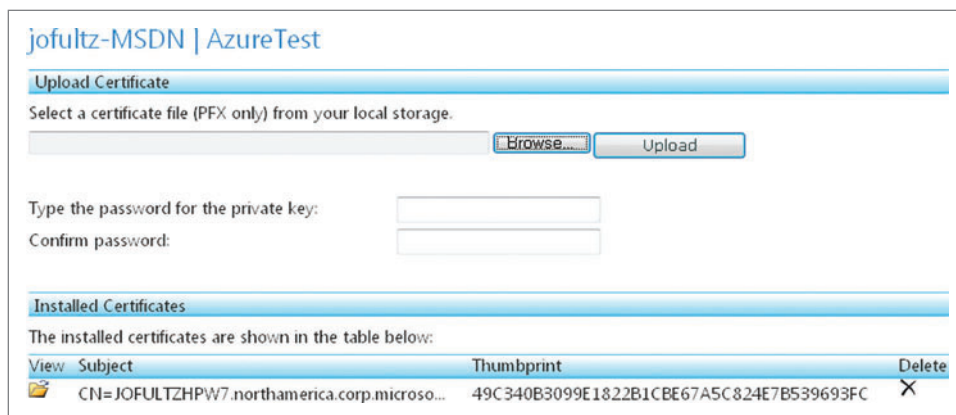 jofultz-MSDN | AzureTest
Upload Certificate
Select a certificate file (PFX only) from your local storage.
Browse... Upload
Type the password for the private key:
Confirm password:
Installed Certificates
The installed certificates are shown in the table below:
View Subject Thumbprint Delete
CN=JOFULTZHPW7.northamerica.corp.microso... 49C340B3099E1822B1CBE67A5C824E7B539693FC